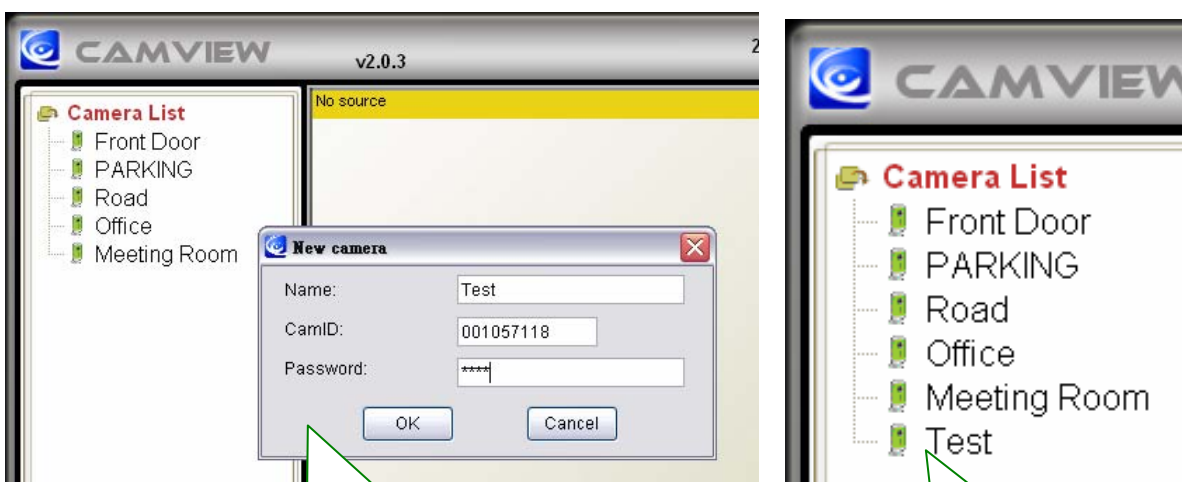 CAMVIEW
v2.0.3
2
Camera List
Front Door
PARKING
Road
Office
Meeting Room
No source
New camera
Name: Test
CamID: 001057118
Password: ****
OK Cancel
CAMVIEW
Camera List
Front Door
PARKING
Road
Office
Meeting Room
Test